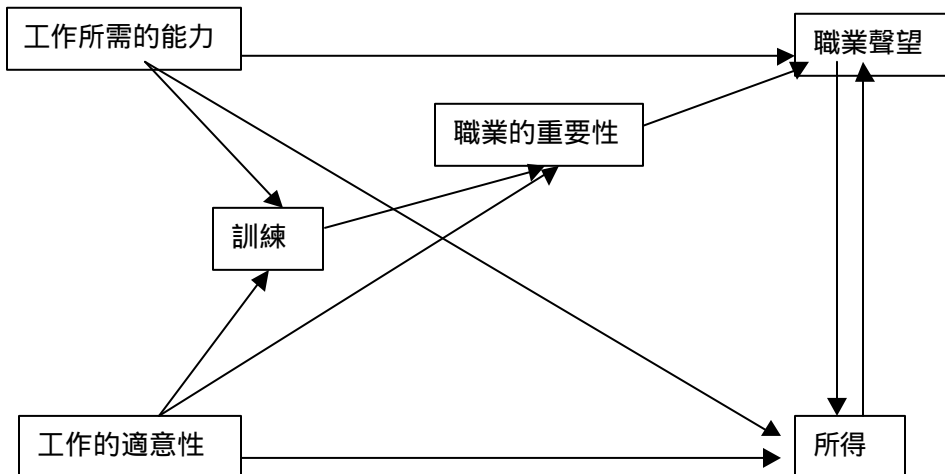 工作所需的能力
職業聲望
職業的重要性
訓練
工作的適意性
所得